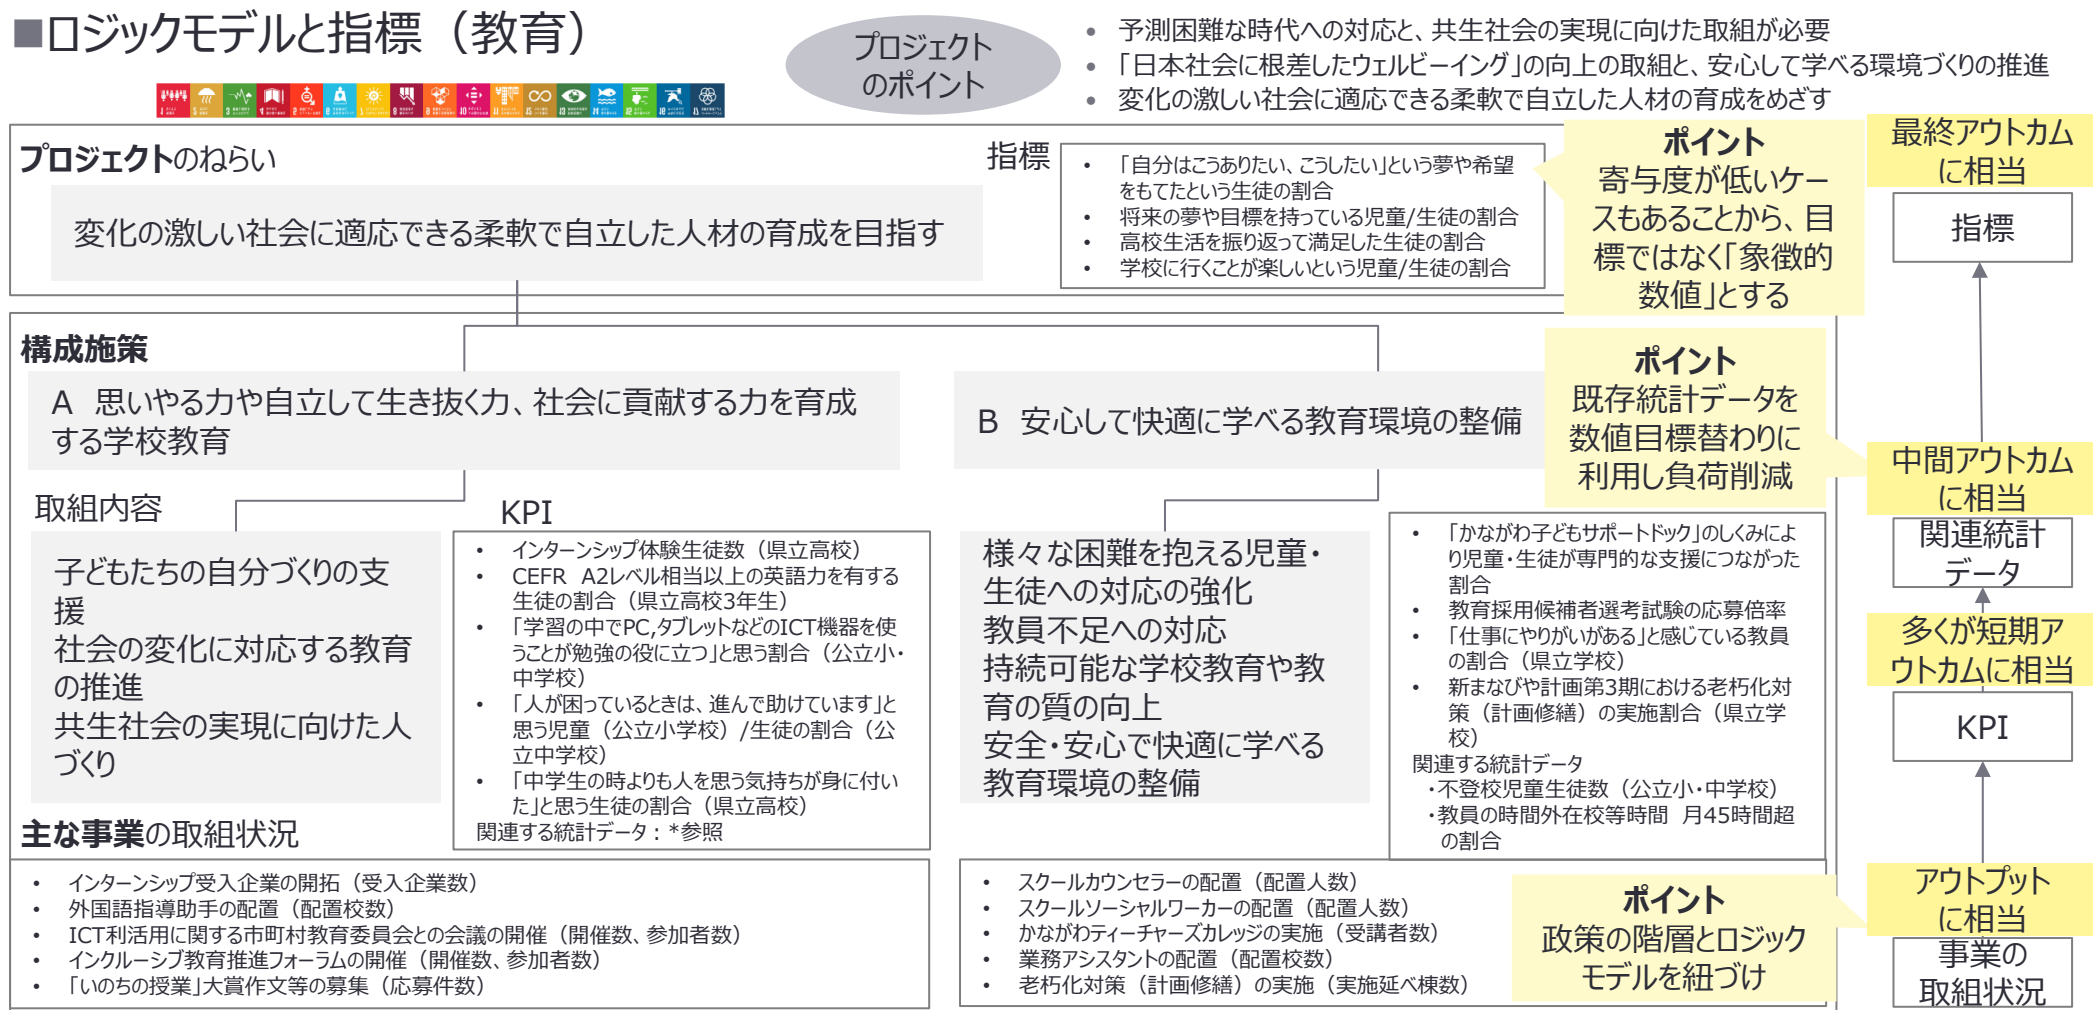 ■ロジックモデルと指標（教育）
プロジェクト
のポイント
• 予測困難な時代への対応と、共生社会の実現に向けた取組が必要
• 「日本社会に根差したウェルビーイング」の向上の取組と、安心して学べる環境づくりの推進
• 変化の激しい社会に適応できる柔軟で自立した人材の育成をめざす
プロジェクトのねらい
変化の激しい社会に適応できる柔軟で自立した人材の育成を目指す
指標
• 「自分はこうありたい、こうしたい」という夢や希望
をもてたという生徒の割合
• 将来の夢や目標を持っている児童/生徒の割合
• 高校生活を振り返って満足した生徒の割合
• 学校に行くことが楽しいという児童/生徒の割合
ポイント
寄与度が低いケー
スもあることから、目
標ではなく「象徴的
数値」とする
最終アウトカム
に相当
指標
構成施策
A 思いやる力や自立して生き抜く力、社会に貢献する力を育成
する学校教育
B 安心して快適に学べる教育環境の整備
ポイント
既存統計データを
数値目標替わりに
利用し負荷削減
中間アウトカム
に相当
関連統計
データ
取組内容
子どもたちの自分づくりの支
援
社会の変化に対応する教育
の推進
共生社会の実現に向けた人
づくり
KPI
• インターンシップ体験生徒数（県立高校）
• CEFR A2レベル相当以上の英語力を有する
生徒の割合（県立高校3年生）
• 「学習の中でPC,タブレットなどのICT機器を使
うことが勉強の役に立つ」と思う割合（公立小・
中学校）
• 「人が困っているときは、進んで助けています」と
思う児童（公立小学校）/生徒の割合（公
立中学校）
• 「中学生の時よりも人を思う気持ちが身に付い
た」と思う生徒の割合（県立高校）
関連する統計データ：*参照
様々な困難を抱える児童・
生徒への対応の強化
教員不足への対応
持続可能な学校教育や教
育の質の向上
安全・安心で快適に学べる
教育環境の整備
• 「かながわ子どもサポートドック」のしくみによ
り児童・生徒が専門的な支援につながった
割合
• 教育採用候補者選考試験の応募倍率
• 「仕事にやりがいがある」と感じている教員
の割合（県立学校）
• 新まなびや計画第3期における老朽化対
策（計画修繕）の実施割合（県立学
校）
関連する統計データ
・不登校児童生徒数（公立小・中学校）
・教員の時間外在校等時間 月45時間超
の割合
多くが短期ア
ウトカムに相当
KPI
主な事業の取組状況
• インターンシップ受入企業の開拓（受入企業数）
• 外国語指導助手の配置（配置校数）
• ICT利活用に関する市町村教育委員会との会議の開催（開催数、参加者数）
• インクルーシブ教育推進フォーラムの開催（開催数、参加者数）
• 「いのちの授業」大賞作文等の募集（応募件数）
• スクールカウンセラーの配置（配置人数）
• スクールソーシャルワーカーの配置（配置人数）
• かながわティーチャーズカレッジの実施（受講者数）
• 業務アシスタントの配置（配置校数）
• 老朽化対策（計画修繕）の実施（実施延べ棟数）
ポイント
政策の階層とロジック
モデルを紐づけ
アウトプット
に相当
事業の
取組状況